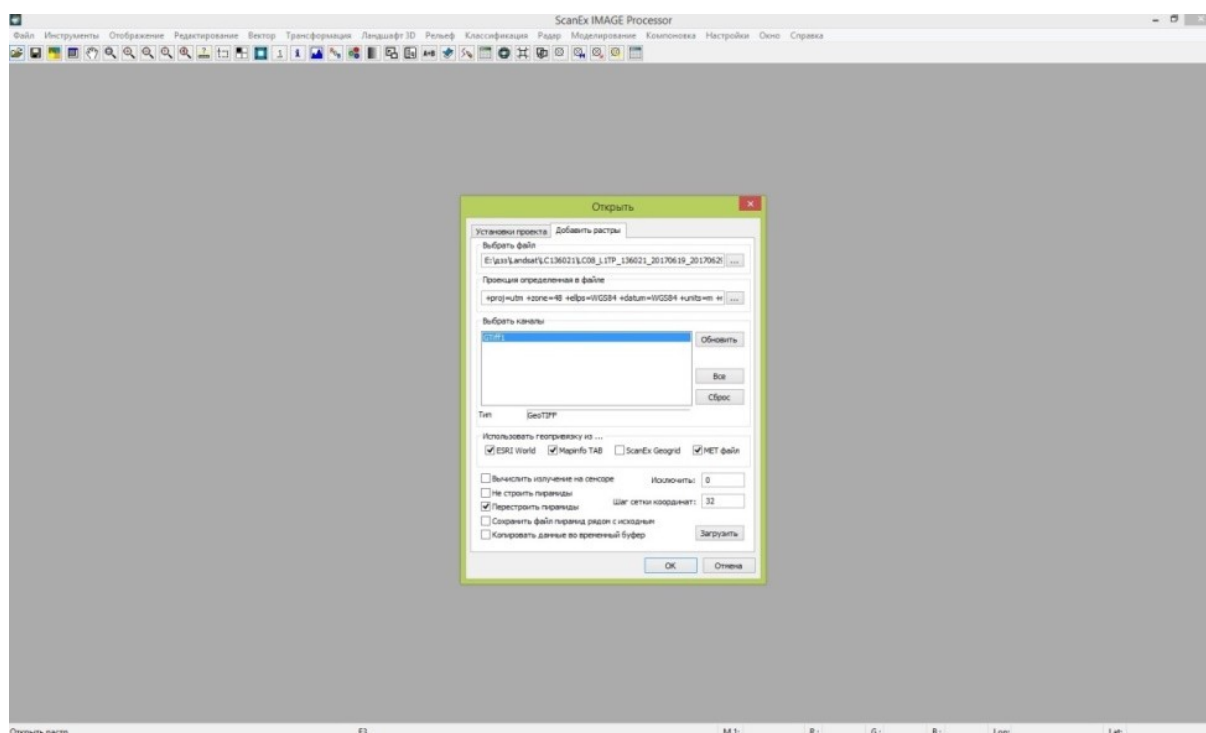 ScanEx IMAGE Processor
Файл Инструменты Отображение Редактирование Вектор Трансформация Ландшафт 3D Рельеф Классификация Радар Моделирование Компоновка Настройки Окно Справка
Открыть
Установки проекта Добавить растры
Выбрать файл
E:\дзз\Landsat\LC136021\LC08_L1TP_136021_20170619_2017062 ...
Проекция определенная в файле
+proj=utm +zone=48 +ellps=WGS84 +datum=WGS84 +units=m ...
Выбрать каналы
GTiff1
Обновить
Все
Сброс
Тип GeoTIFF
Использовать геопривязку из ...
ESRI World Mapinfo TAB ScanEx Geogrid MET файл
Вычислить излучение на сенсоре Исключить: 0
Не строить пирамиды
Шаг сетки координат: 32
Перестроить пирамиды
Сохранить файл пирамид рядом с исходным
Копировать данные во временный буфер Загрузить
OK Отмена
Открыть растр F3 M 1: R: G: B: Lon: Lat: